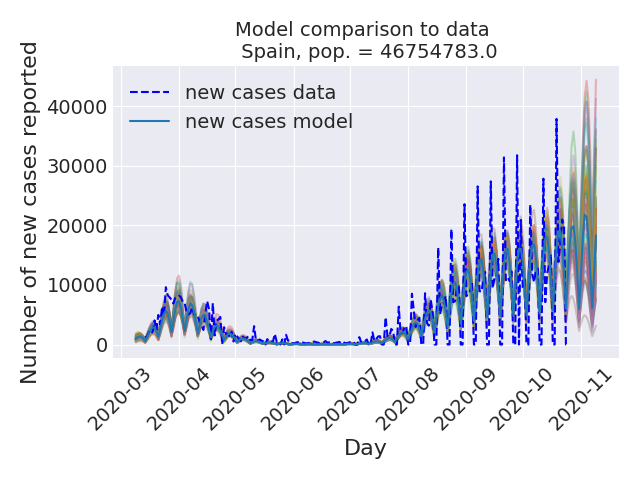 Model comparison to data
Spain, pop. = 46754783.0
new cases data
new cases model
Number of new cases reported
40000
30000
20000
10000
0
2020-03
2020-04
2020-05
2020-06
2020-07
2020-08
2020-09
2020-10
2020-11
Day